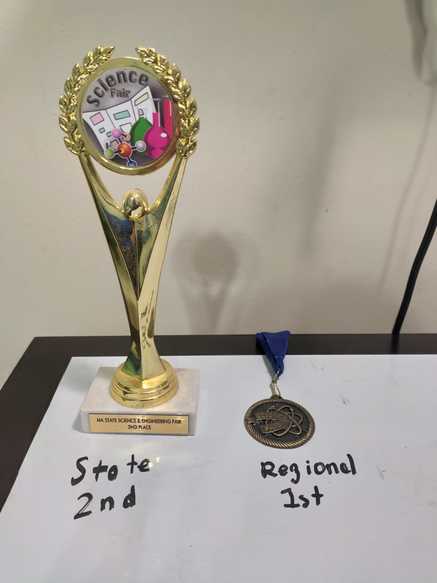 Science
Fair
MA STATE SCIENCE & ENGINEERING FAIR
2ND PLACE
State
2nd
Regional
1st